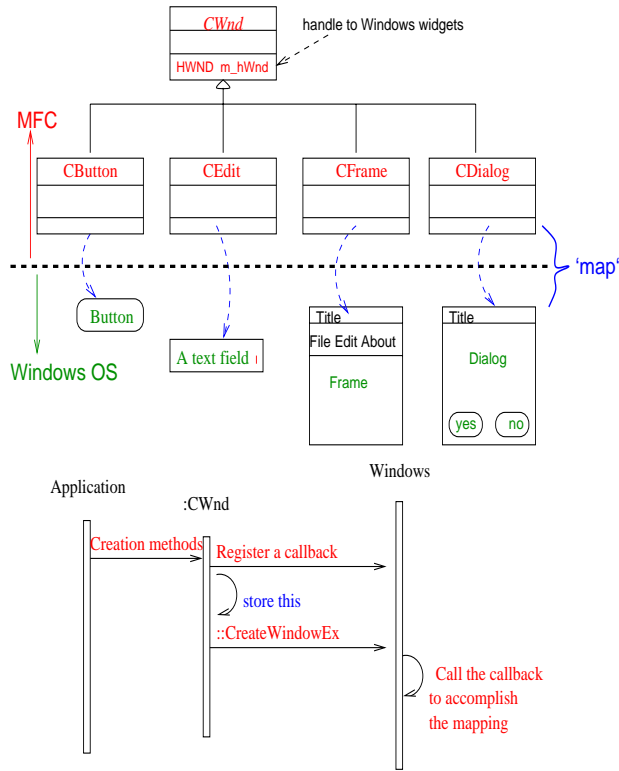 CWnd
handle to Windows widgets
HWND m_hWnd
MFC
CButton
CEdit
CFrame
CDialog
‘map‘
Button
A text field I
Title
File Edit About
Frame
Title
Dialog
yes
no
Windows OS
Application
:CWnd
Windows
Creation methods
Register a callback
store this
::CreateWindowEx
Call the callback
to accomplish
the mapping